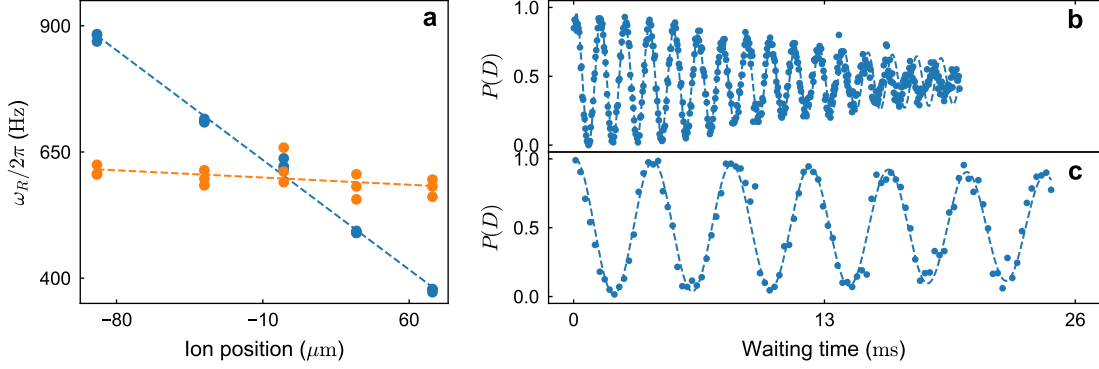 a
900
650
400
ω_R/2π (Hz)
−80
−10
60
Ion position (μm)
b
1.0
0.5
0.0
P(D)
c
1.0
0.5
0.0
P(D)
0
13
26
Waiting time (ms)